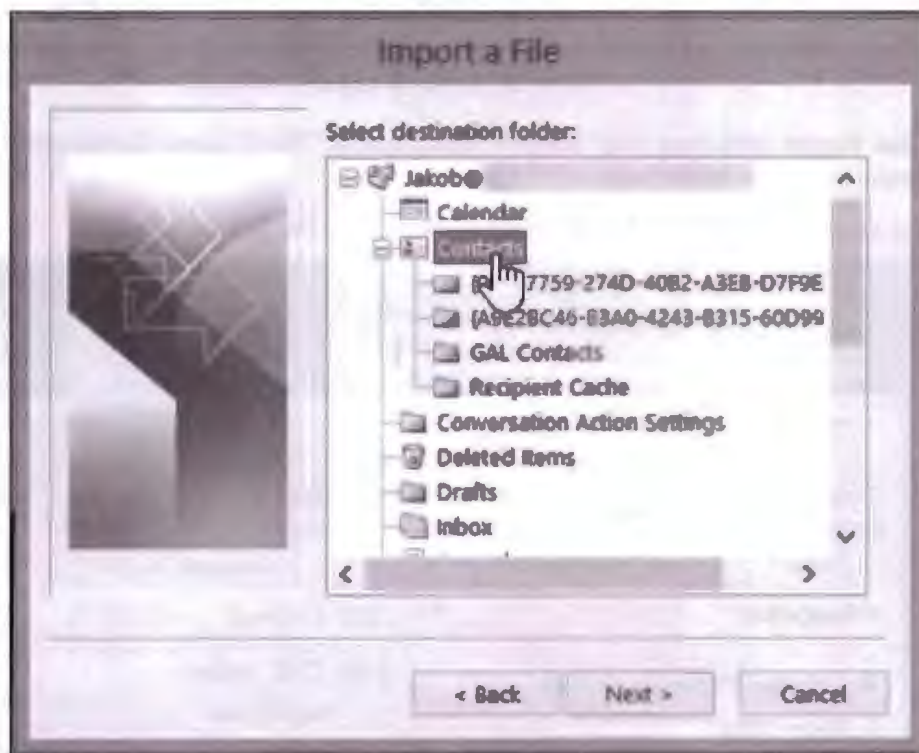 Import a File
Select destination folder:
Jakob@
Calendar
Contacts
7759-274D-40B2-A3EB-D7F9E
{A9E2BC46-83A0-4243-8315-60D99
GAL Contacts
Recipient Cache
Conversation Action Settings
Deleted Items
Drafts
Inbox
< Back
Next >
Cancel